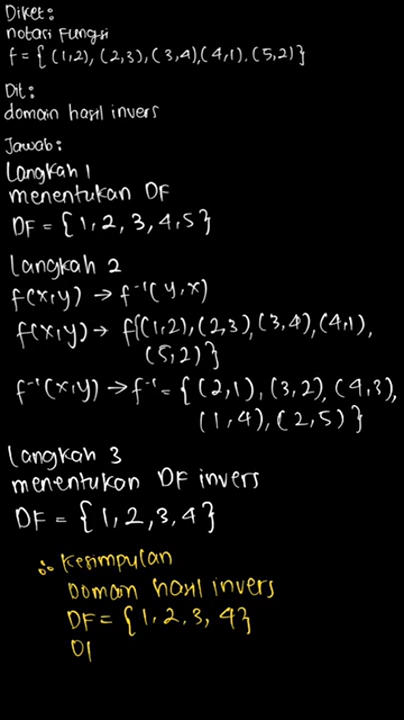 Diket:
notasi Fungsi
f = { (1,2), (2,3), (3,4), (4,1), (5,2)}
Dit:
domain hasil invers
Jawab:
Langkah 1
menentukan DF
DF = {1, 2, 3, 4, 5}
Langkah 2
f(x,y) → f⁻¹(y,x)
f(x,y) → f{(1,2), (2,3), (3,4), (4,1),
(5,2)}
f⁻¹(x,y) → f⁻¹ = { (2,1), (3,2), (4,3),
(1,4), (2,5) }
Langkah 3
menentukan DF invers
DF = { 1, 2, 3, 4 }
∴ Kesimpulan
Domain hasil invers
DF = { 1, 2, 3, 4}